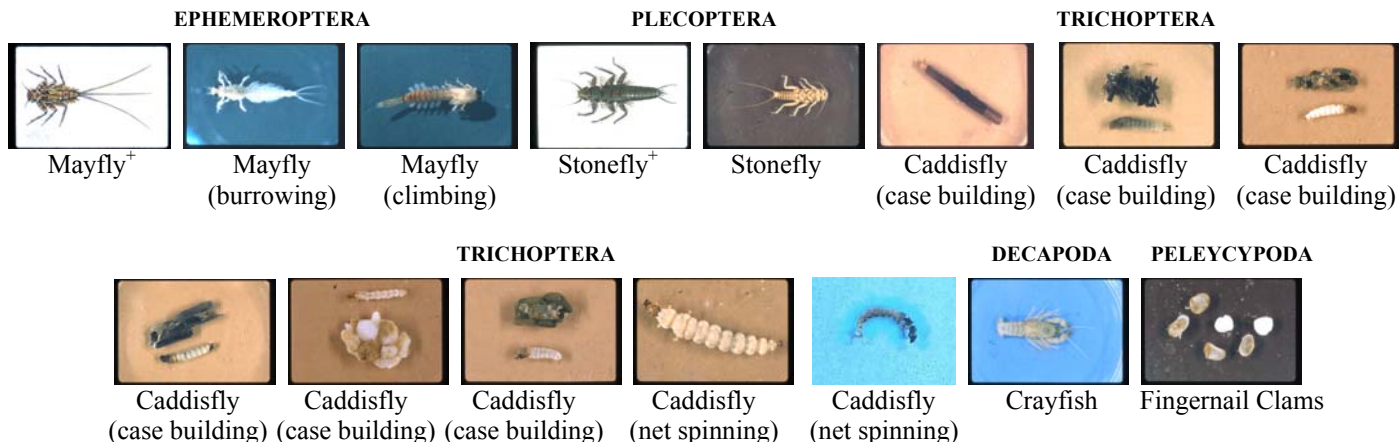 EPHEMEROPTERA PLECOPTERA TRICHOPTERA
Mayfly+ Mayfly Mayfly Stonefly+ Stonefly Caddisfly Caddisfly Caddisfly
(burrowing) (climbing) (case building) (case building) (case building)
TRICHOPTERA DECAPODA PELEYCYPODA
Caddisfly Caddisfly Caddisfly Caddisfly Caddisfly Crayfish Fingernail Clams
(case building) (case building) (case building) (net spinning) (net spinning)